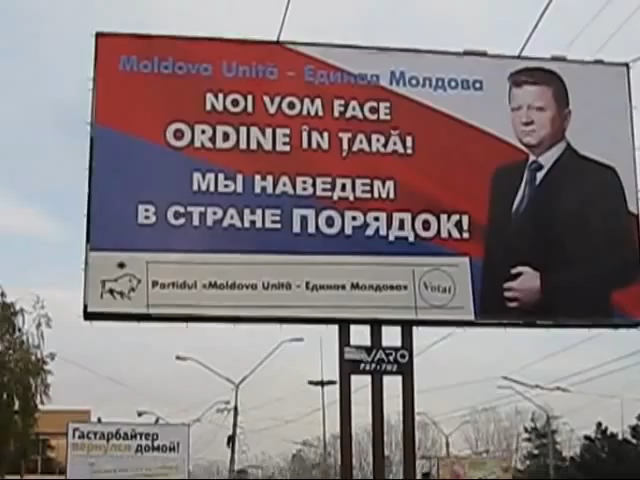 Moldova Unită - Единая Молдова
NOI VOM FACE
ORDINE ÎN ȚARĂ!
МЫ НАВЕДЕМ
В СТРАНЕ ПОРЯДОК!
Partidul «Moldova Unită - Единая Молдова»
Votat
VARO
Гастарбайтер
вернулся домой!